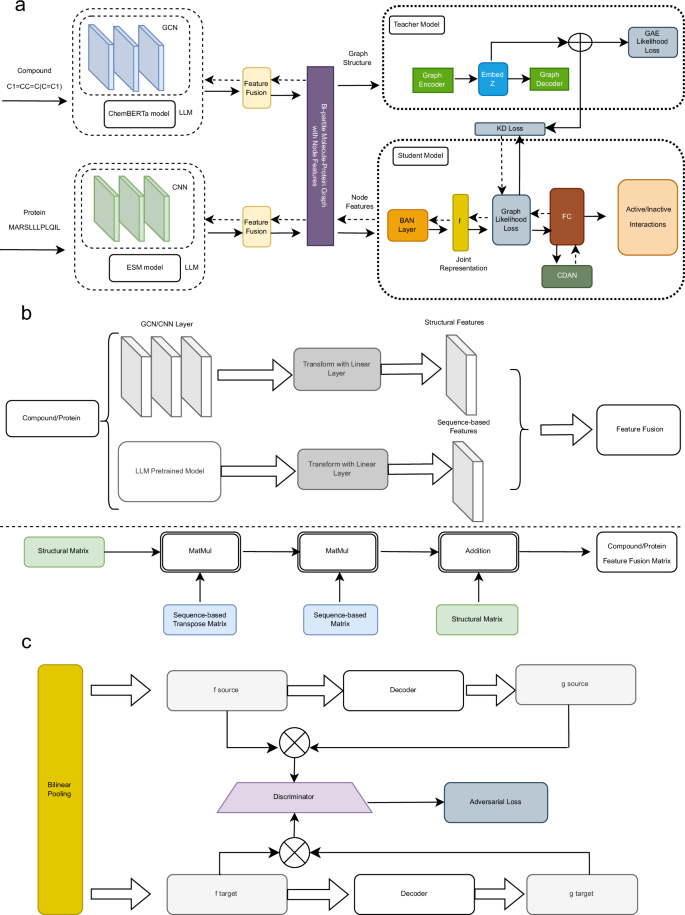 a
GCN
Compound
C1=CC=C(C=C1)
ChemBERTa model
LLM
Feature
Fusion
Protein
MARSLLLPLQIL
CNN
ESM model
LLM
Feature
Fusion
Bi-partile Molecule-Protein Graph
with Node Features
Graph
Structure
Node
Features
Teacher Model
Graph
Encoder
Embed
Z
Graph
Decoder
GAE
Likelihood
Loss
KD Loss
Student Model
BAN
Layer
f
Joint
Representation
Graph
Likelihood
Loss
FC
CDAN
Active/Inactive
Interactions
b
GCN/CNN Layer
Structural Features
Transform with Linear
Layer
Compound/Protein
Sequence-based
Features
Feature Fusion
LLM Pretrained Model
Transform with Linear
Layer
Structural Matrix
MatMul
MatMul
Addition
Compound/Protein
Feature Fusion Matrix
Sequence-based
Transpose Matrix
Sequence-based
Matrix
Structural Matrix
c
f source
Decoder
g source
Bilinear
Pooling
Discriminator
Adversarial Loss
f target
Decoder
g target